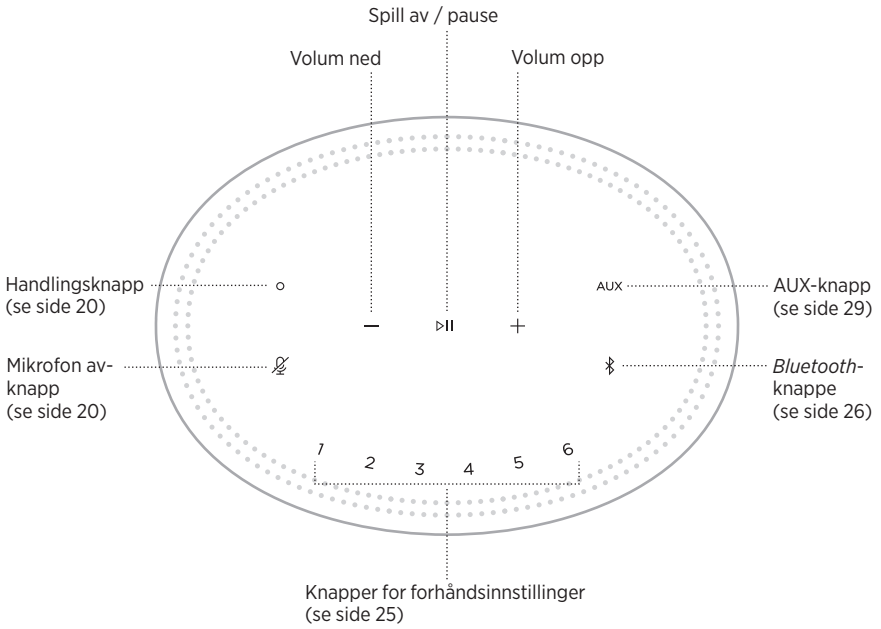 Spill av / pause
Volum ned
Volum opp
Handlingsknapp
(se side 20)
AUX
AUX-knapp
(se side 29)
Mikrofon av-
knapp
(se side 20)
Bluetooth-
knappe
(se side 26)
1 2 3 4 5 6
Knapper for forhåndsinnstillinger
(se side 25)